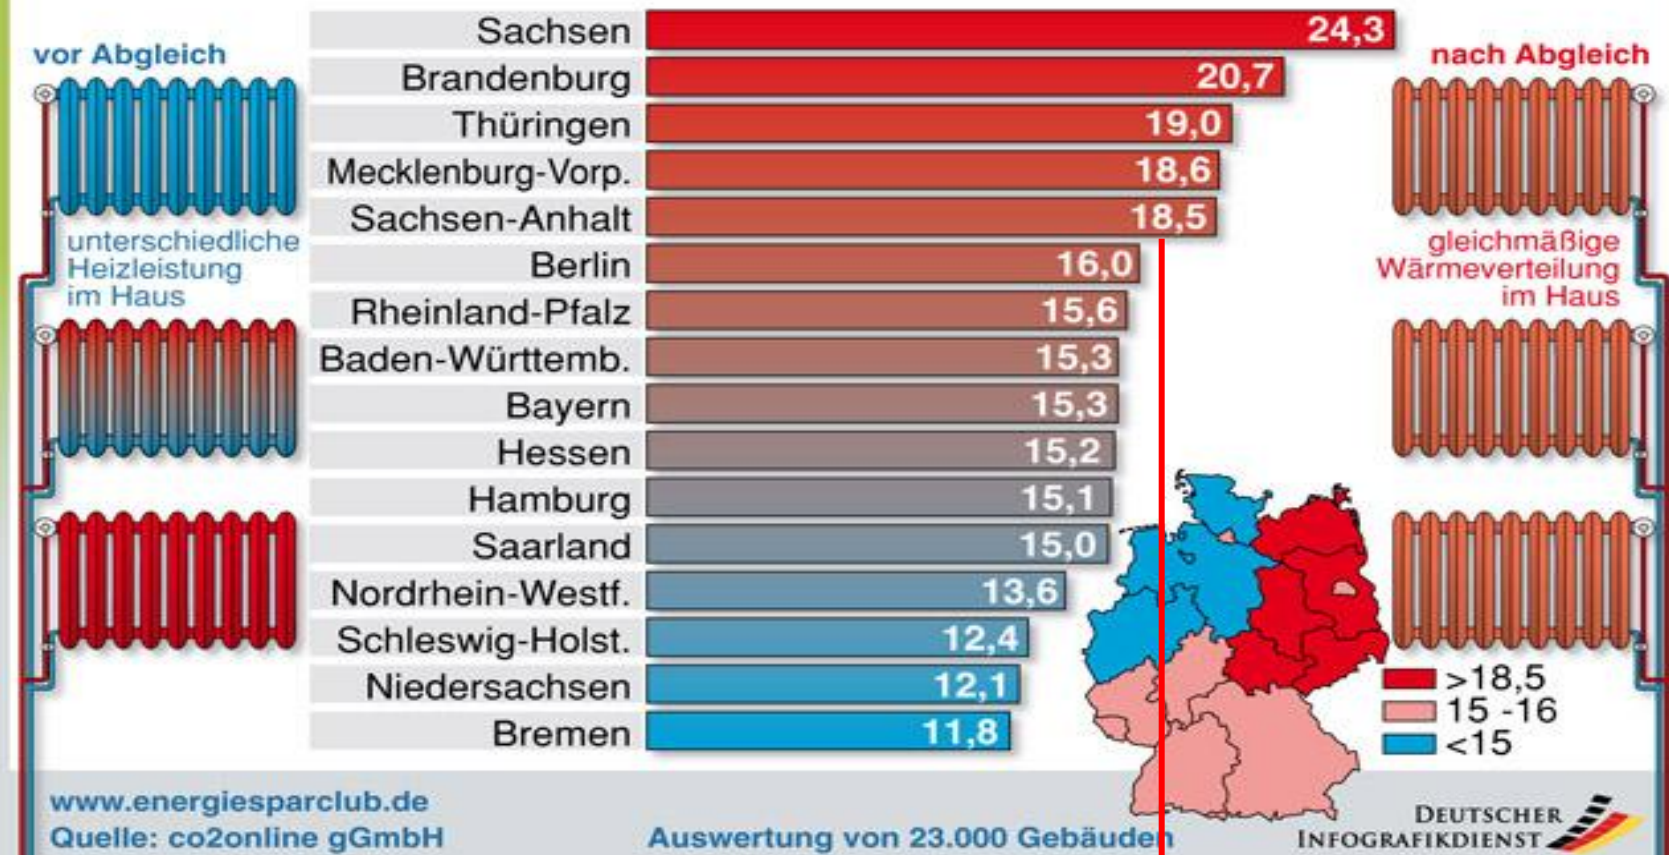 vor Abgleich
unterschiedliche
Heizleistung
im Haus
Sachsen 24,3
Brandenburg 20,7
Thüringen 19,0
Mecklenburg-Vorp. 18,6
Sachsen-Anhalt 18,5
Berlin 16,0
Rheinland-Pfalz 15,6
Baden-Württemb. 15,3
Bayern 15,3
Hessen 15,2
Hamburg 15,1
Saarland 15,0
Nordrhein-Westf. 13,6
Schleswig-Holst. 12,4
Niedersachsen 12,1
Bremen 11,8
nach Abgleich
gleichmäßige
Wärmeverteilung
im Haus
>18,5
15 -16
<15
www.energiesparclub.de
Quelle: co2online gGmbH
Auswertung von 23.000 Gebäuden
DEUTSCHER
INFOGRAFIKDIENST